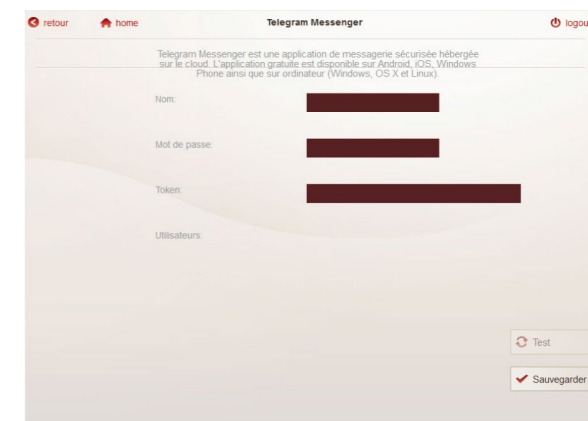 retour home Telegram Messenger logou
Telegram Messenger est une application de messagerie sécurisée hébergée
sur le cloud. L'application gratuite est disponible sur Android, iOS, Windows
Phone ainsi que sur ordinateur (Windows, OS X et Linux).
Nom:
Mot de passe:
Token:
Utilisateurs:
Test
Sauvegarder